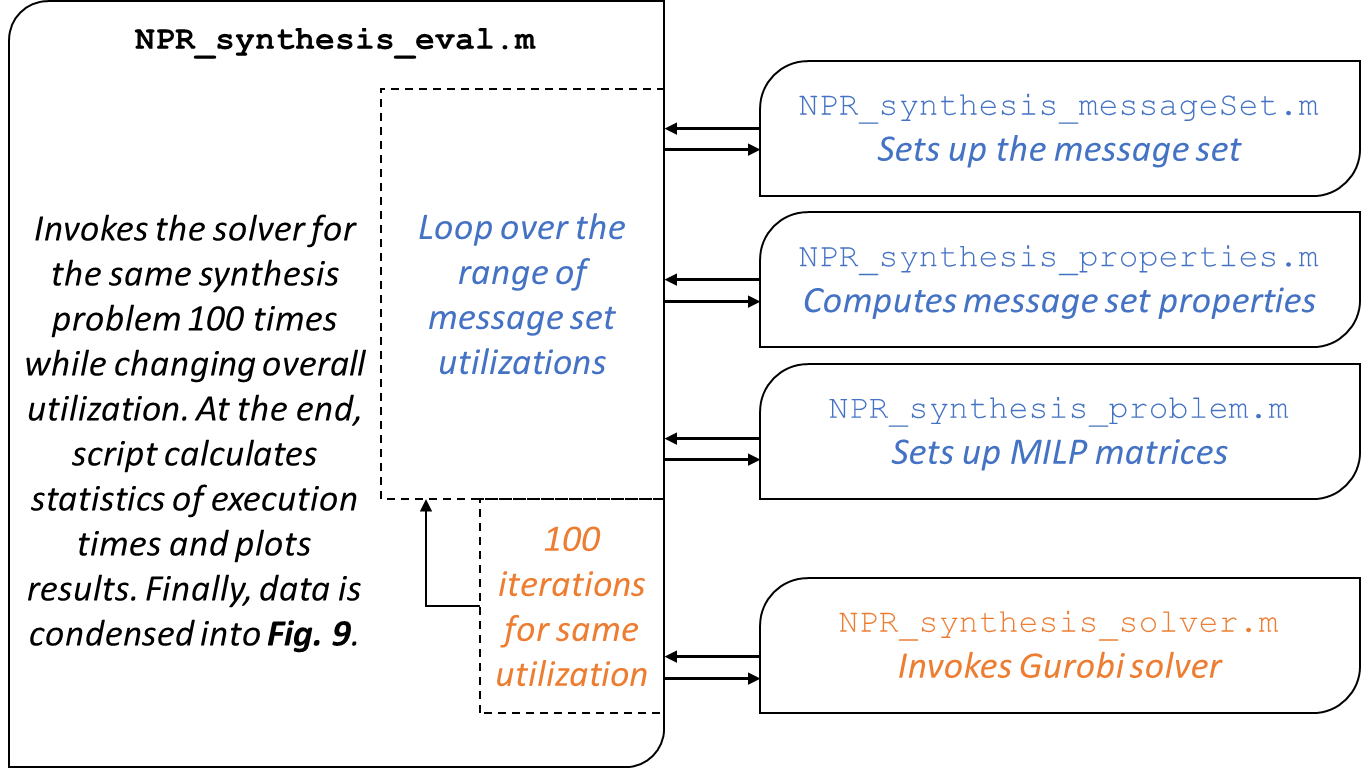 NPR_synthesis_eval.m
Invokes the solver for
the same synthesis
problem 100 times
while changing overall
utilization. At the end,
script calculates
statistics of execution
times and plots
results. Finally, data is
condensed into Fig. 9.
Loop over the
range of
message set
utilizations
100
iterations
for same
utilization
NPR_synthesis_messageSet.m
Sets up the message set
NPR_synthesis_properties.m
Computes message set properties
NPR_synthesis_problem.m
Sets up MILP matrices
NPR_synthesis_solver.m
Invokes Gurobi solver